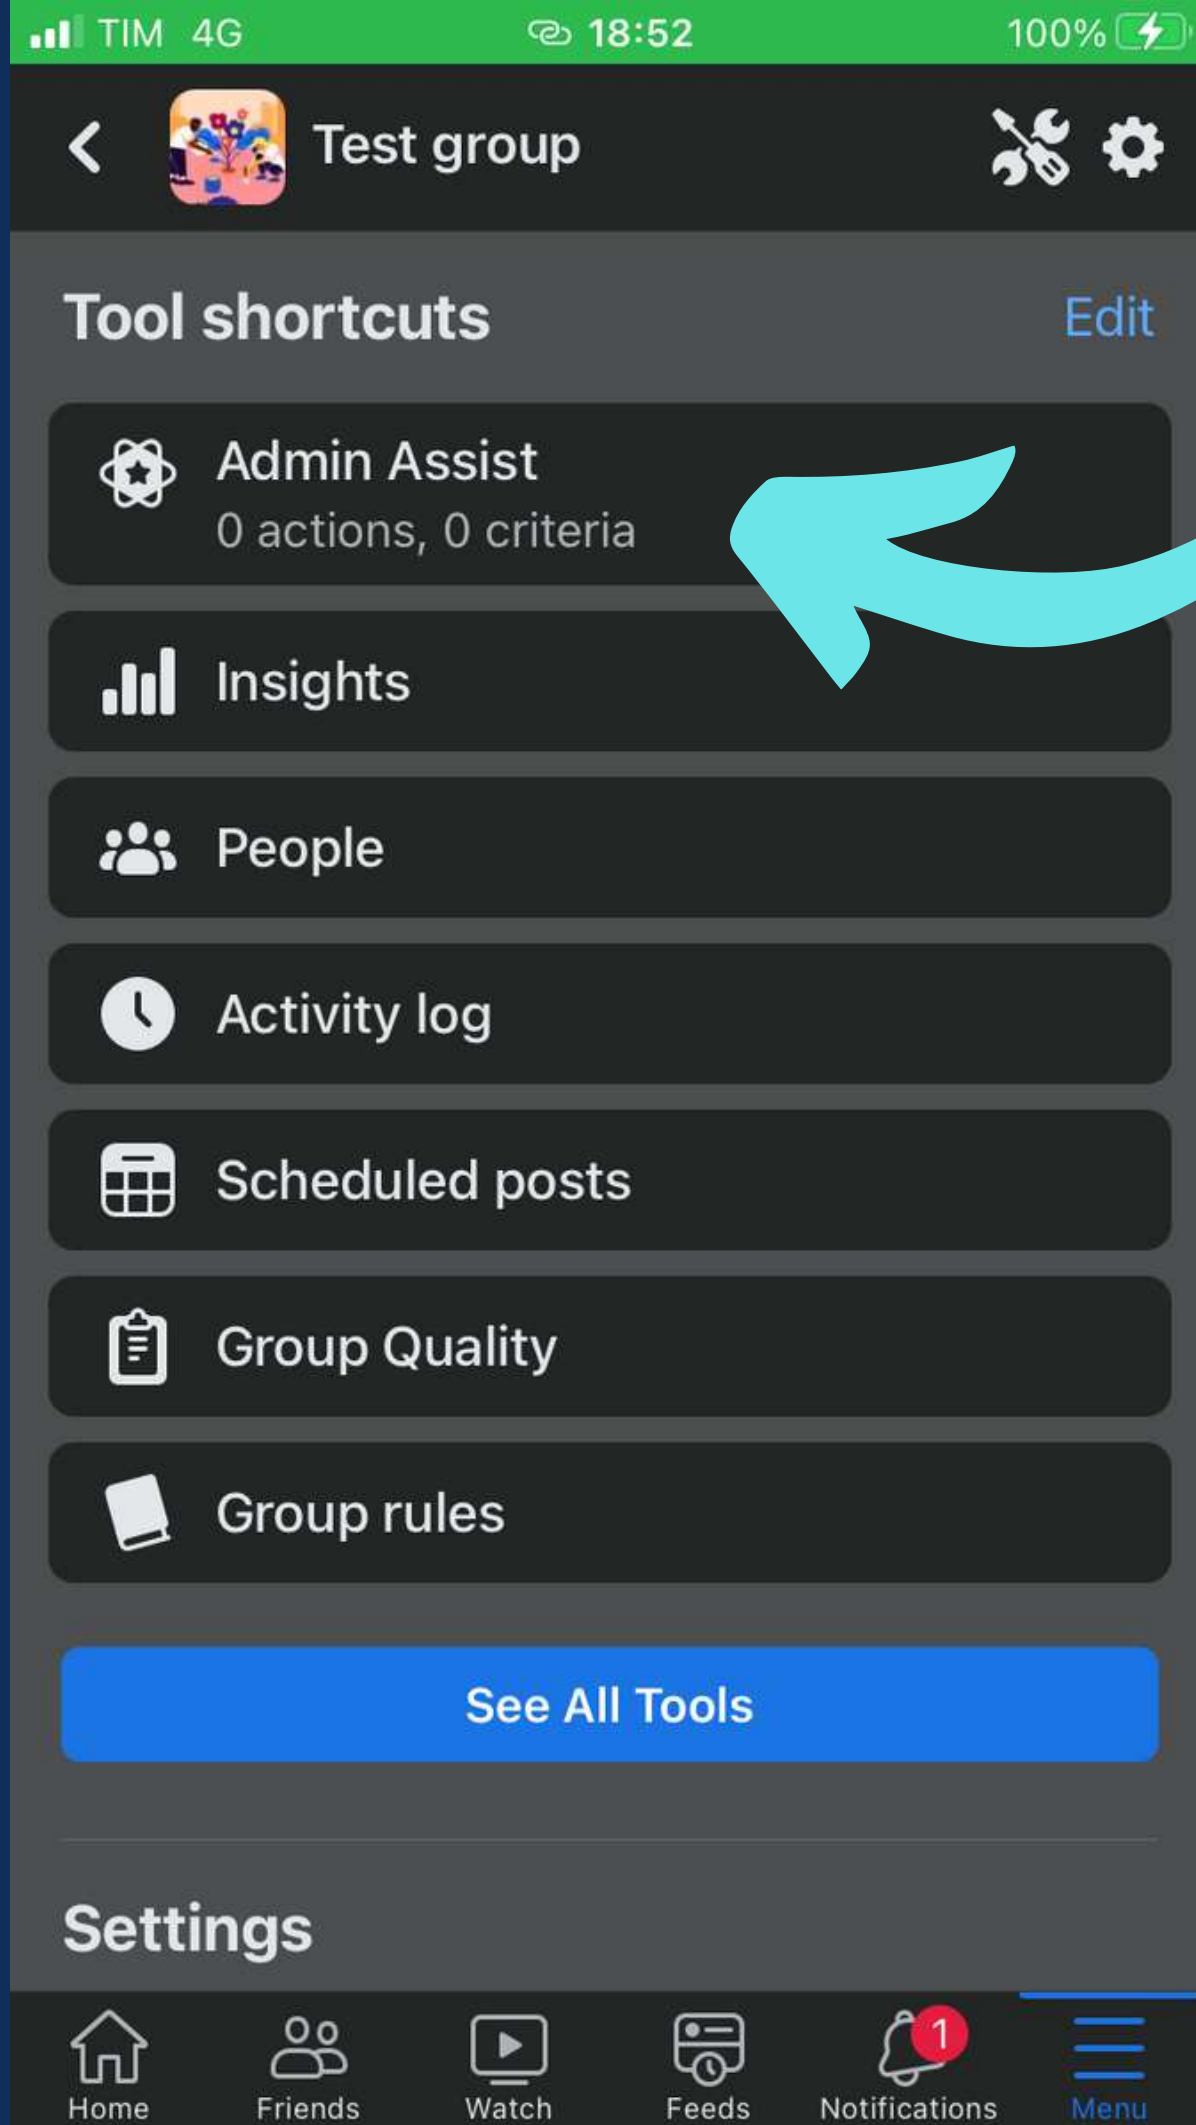 TIM 4G 18:52 100%
Test group
Tool shortcuts Edit
Admin Assist
0 actions, 0 criteria
Insights
People
Activity log
Scheduled posts
Group Quality
Group rules
See All Tools
Settings
1
Home Friends Watch Feeds Notifications Menu